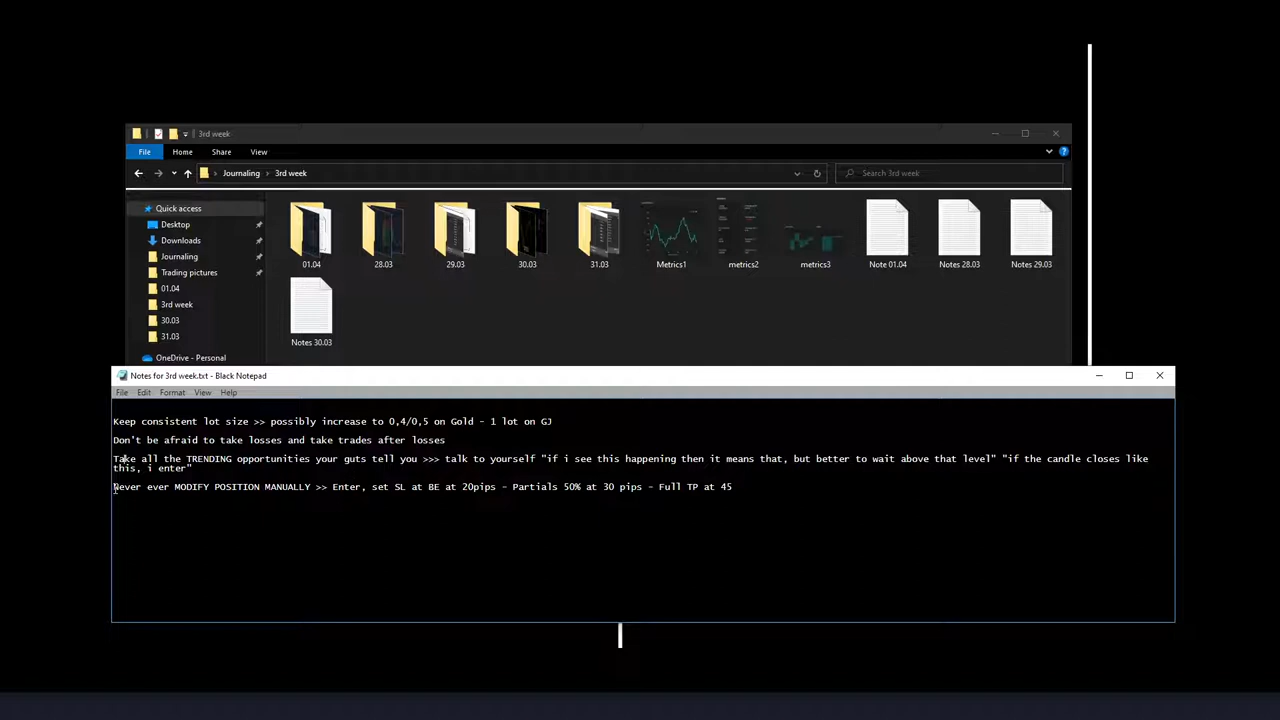 3rd week
File Home Share View
Journaling > 3rd week
Search 3rd week
Quick access
Desktop
Downloads
Journaling
Trading pictures
01.04
3rd week
30.03
31.03
OneDrive - Personal
01.04 28.03 29.03 30.03 31.03 Metrics1 metrics2 metrics3 Note 01.04 Notes 28.03 Notes 29.03
Notes 30.03
Notes for 3rd week.txt - Black Notepad
File Edit Format View Help
Keep consistent lot size >> possibly increase to 0,4/0,5 on Gold - 1 lot on GJ
Don't be afraid to take losses and take trades after losses
Take all the TRENDING opportunities your guts tell you >>> talk to yourself "if i see this happening then it means that, but better to wait above that level" "if the candle closes like
this, i enter"
Never ever MODIFY POSITION MANUALLY >> Enter, set SL at BE at 20pips - Partials 50% at 30 pips - Full TP at 45